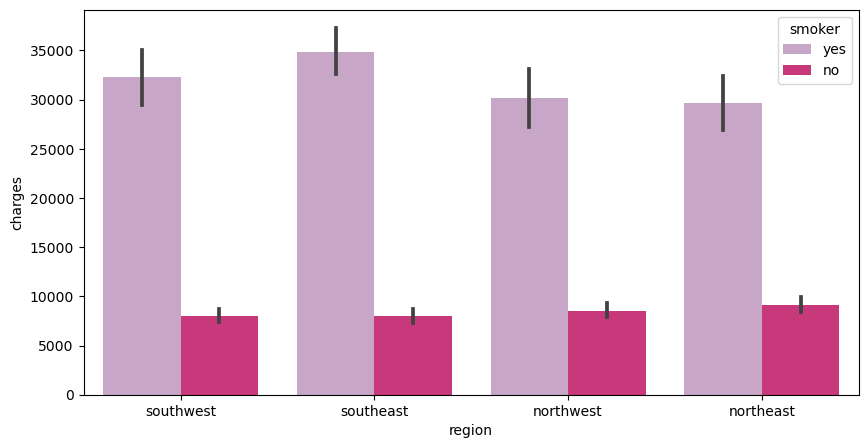 smoker
yes
no
35000
30000
25000
20000
15000
10000
5000
0
charges
southwest southeast northwest northeast
region